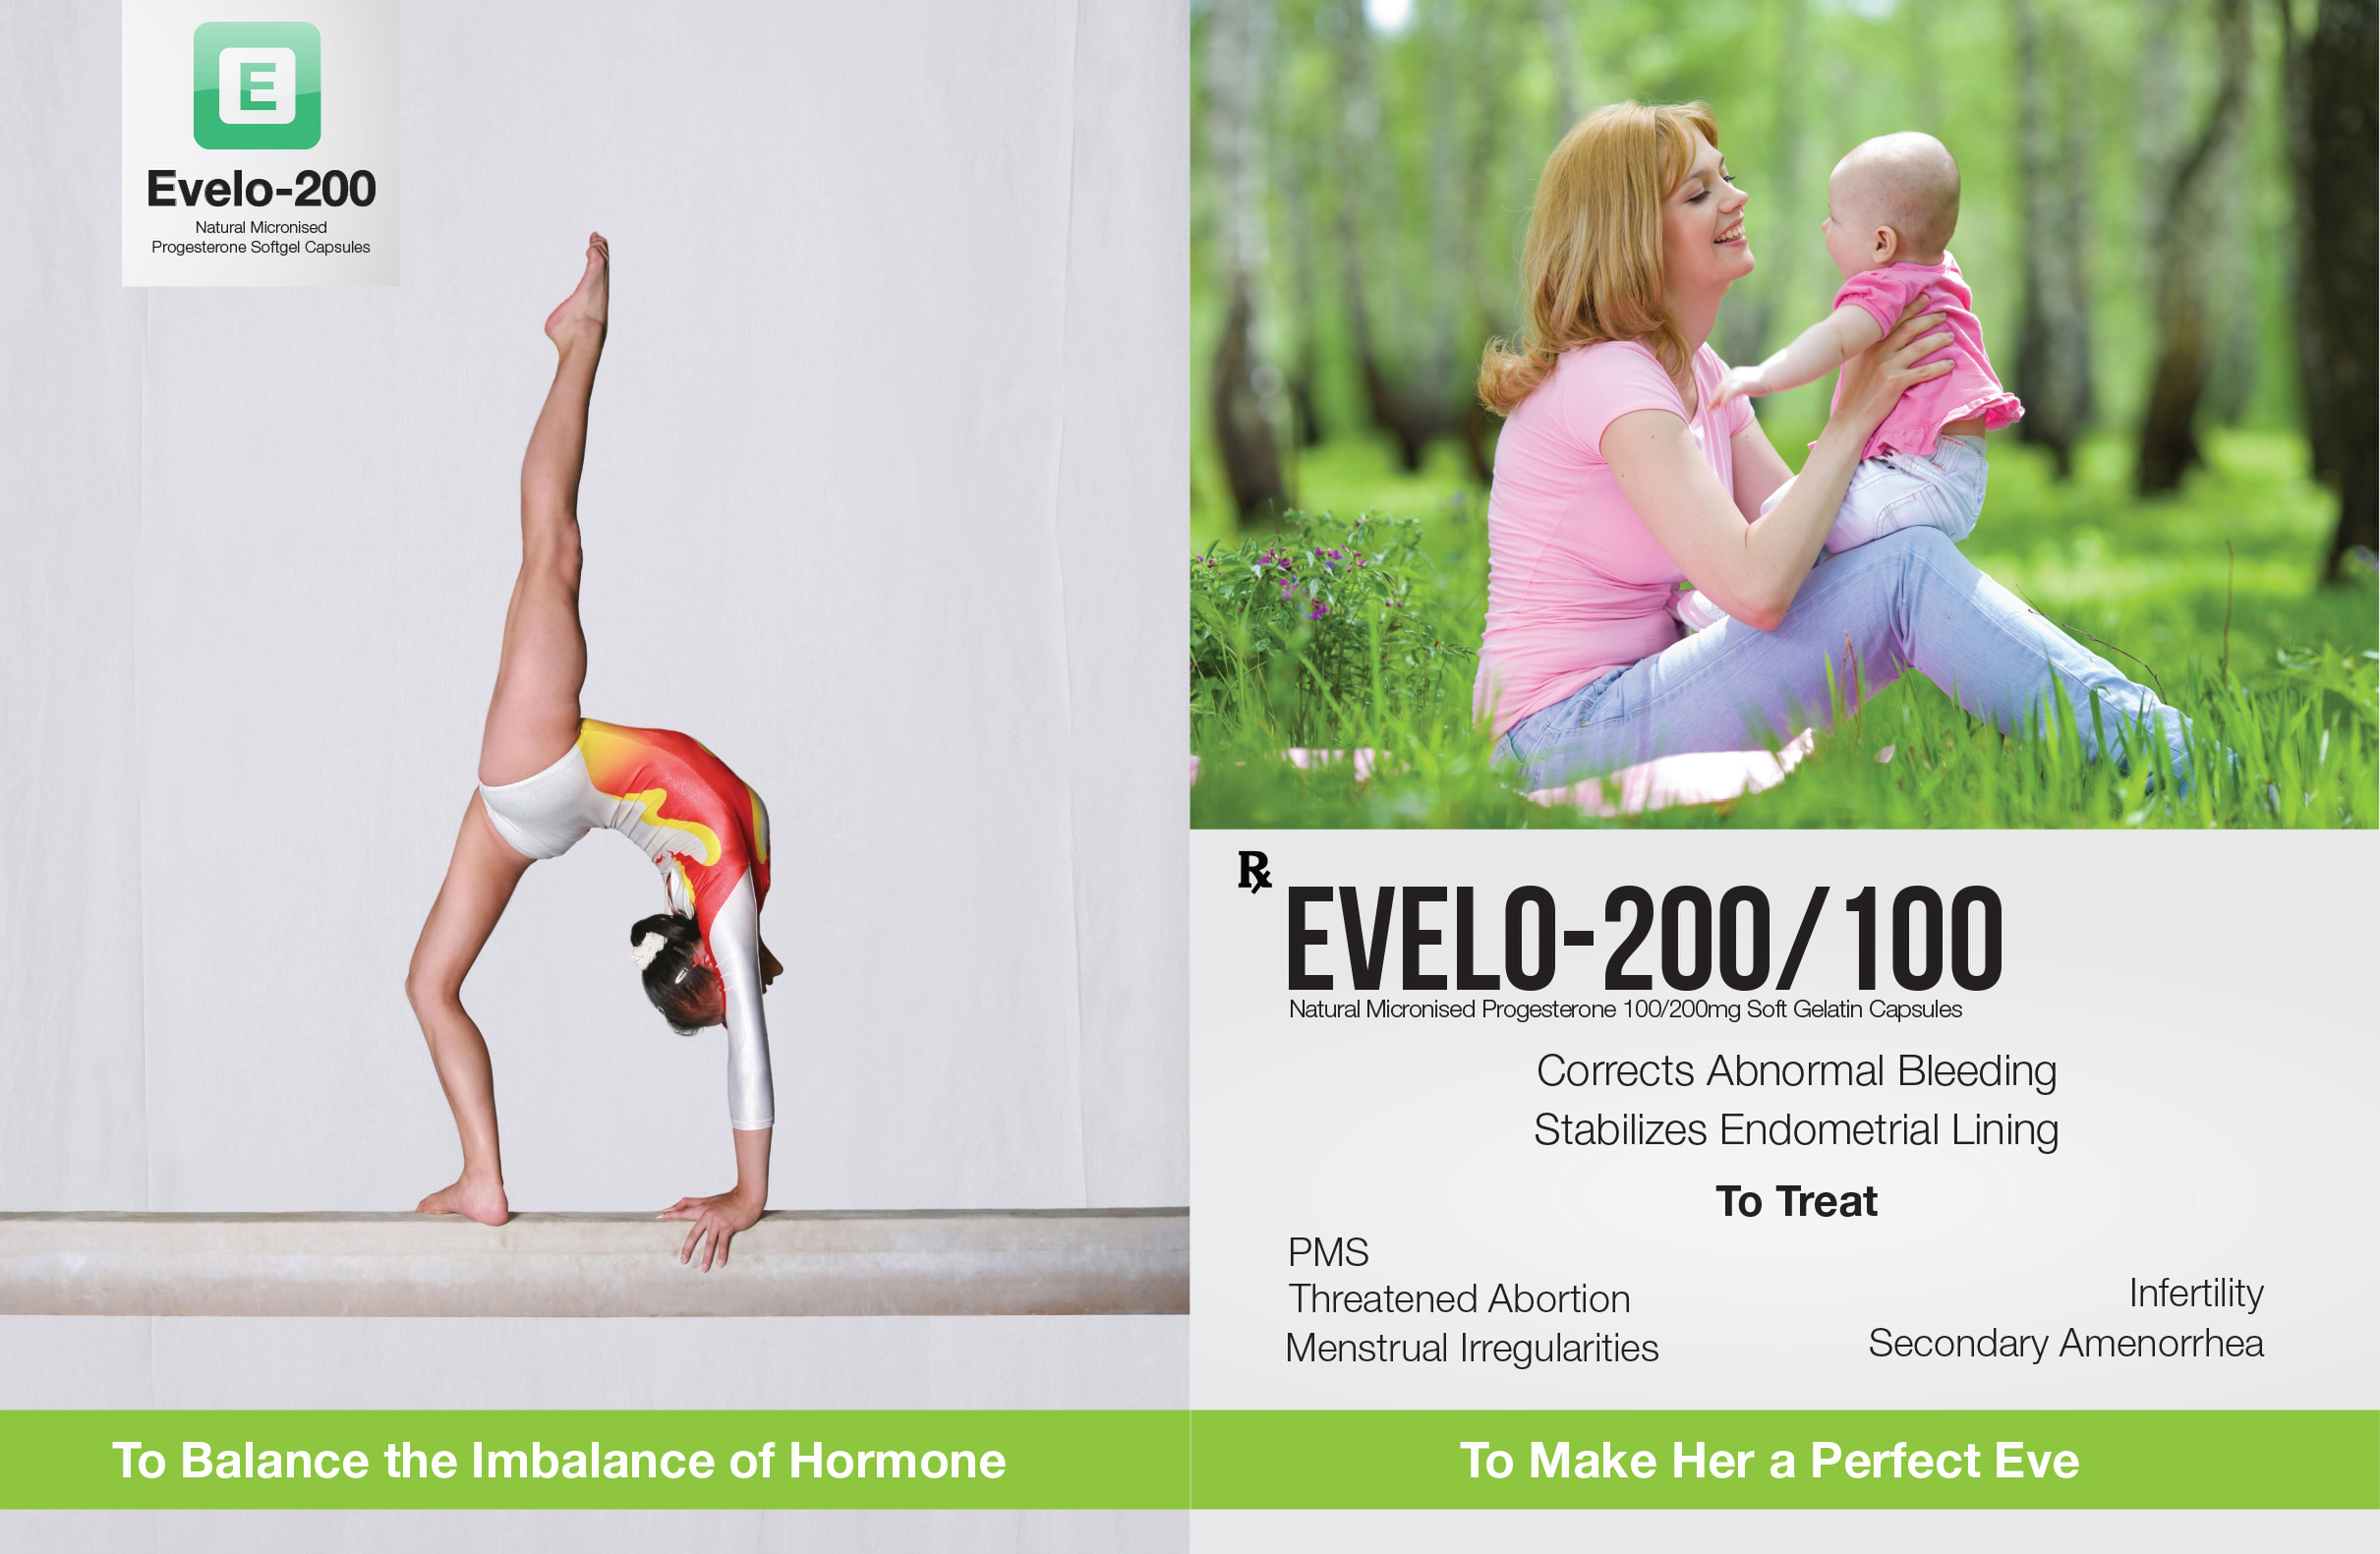 E
Evelo-200
Natural Micronised
Progesterone Softgel Capsules
To Balance the Imbalance of Hormone
℞
EVELO-200/100
Natural Micronised Progesterone 100/200mg Soft Gelatin Capsules
Corrects Abnormal Bleeding
Stabilizes Endometrial Lining
To Treat
PMS
Threatened Abortion
Menstrual Irregularities
Infertility
Secondary Amenorrhea
To Make Her a Perfect Eve